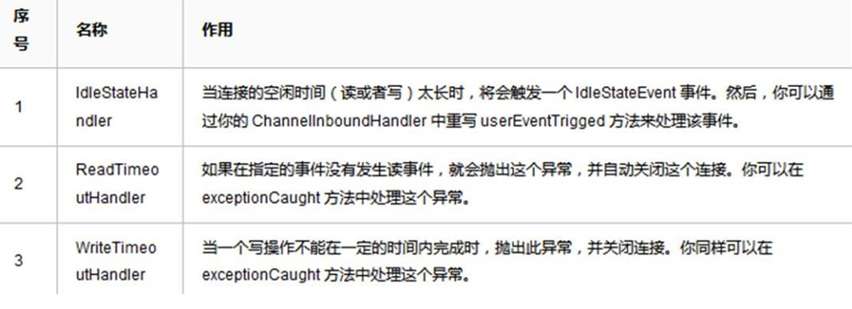 序
号
名称
作用
1
IdleStateHa
ndler
当连接的空闲时间（读或者写）太长时，将会触发一个 IdleStateEvent 事件。然后，你可以通
过你的 ChannelInboundHandler 中重写 userEventTrigged 方法来处理该事件。
2
ReadTimeo
utHandler
如果在指定的事件没有发生读事件，就会抛出这个异常，并自动关闭这个连接。你可以在
exceptionCaught 方法中处理这个异常。
3
WriteTimeo
utHandler
当一个写操作不能在一定的时间内完成时，抛出此异常，并关闭连接。你同样可以在
exceptionCaught 方法中处理这个异常。